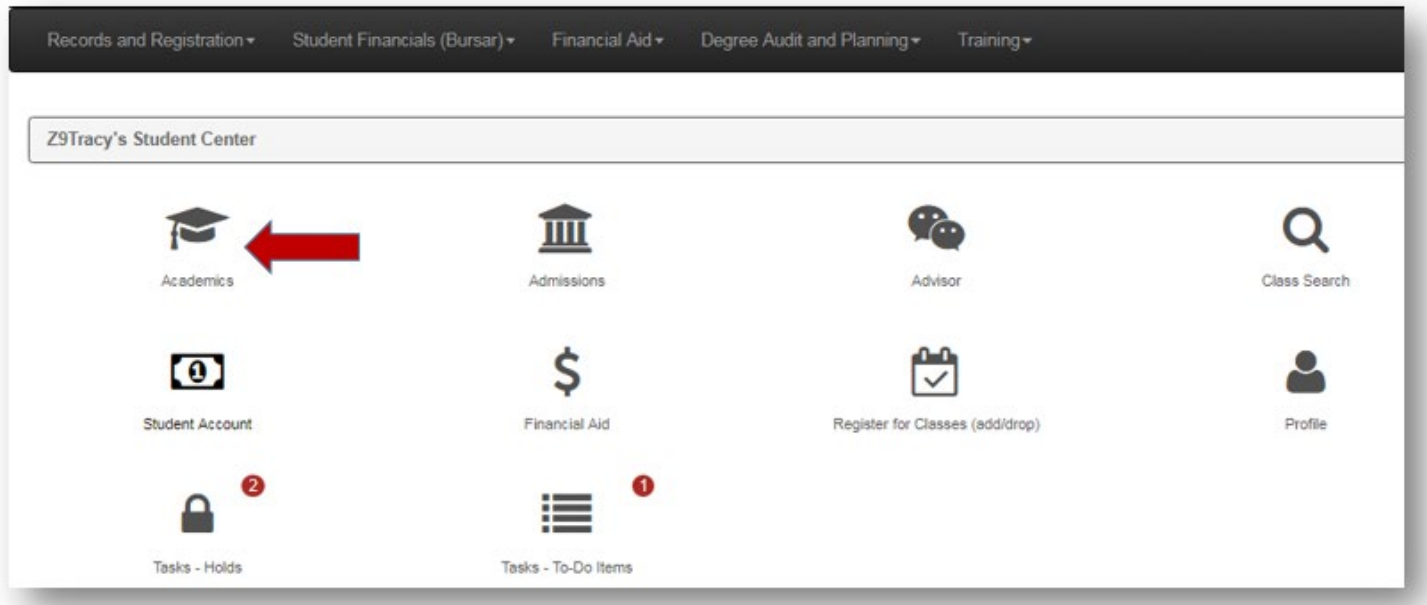 Records and Registration Student Financials (Bursar) Financial Aid Degree Audit and Planning Training
Z9Tracy's Student Center
Academics Admissions Advisor Class Search
1
Student Account Financial Aid Register for Classes (add/drop) Profile
2 1
Tasks - Holds Tasks - To-Do Items